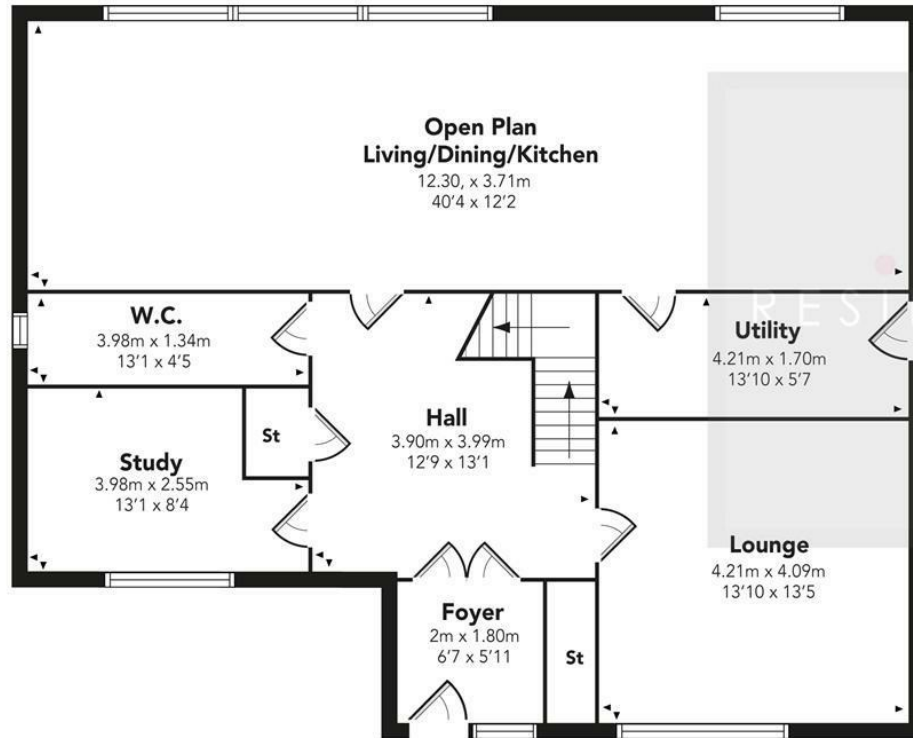 Open Plan
Living/Dining/Kitchen
12.30, x 3.71m
40'4 x 12'2
W.C.
3.98m x 1.34m
13'1 x 4'5
RESI
Utility
4.21m x 1.70m
13'10 x 5'7
St
Hall
3.90m x 3.99m
12'9 x 13'1
Study
3.98m x 2.55m
13'1 x 8'4
Lounge
4.21m x 4.09m
13'10 x 13'5
Foyer
2m x 1.80m
6'7 x 5'11
St